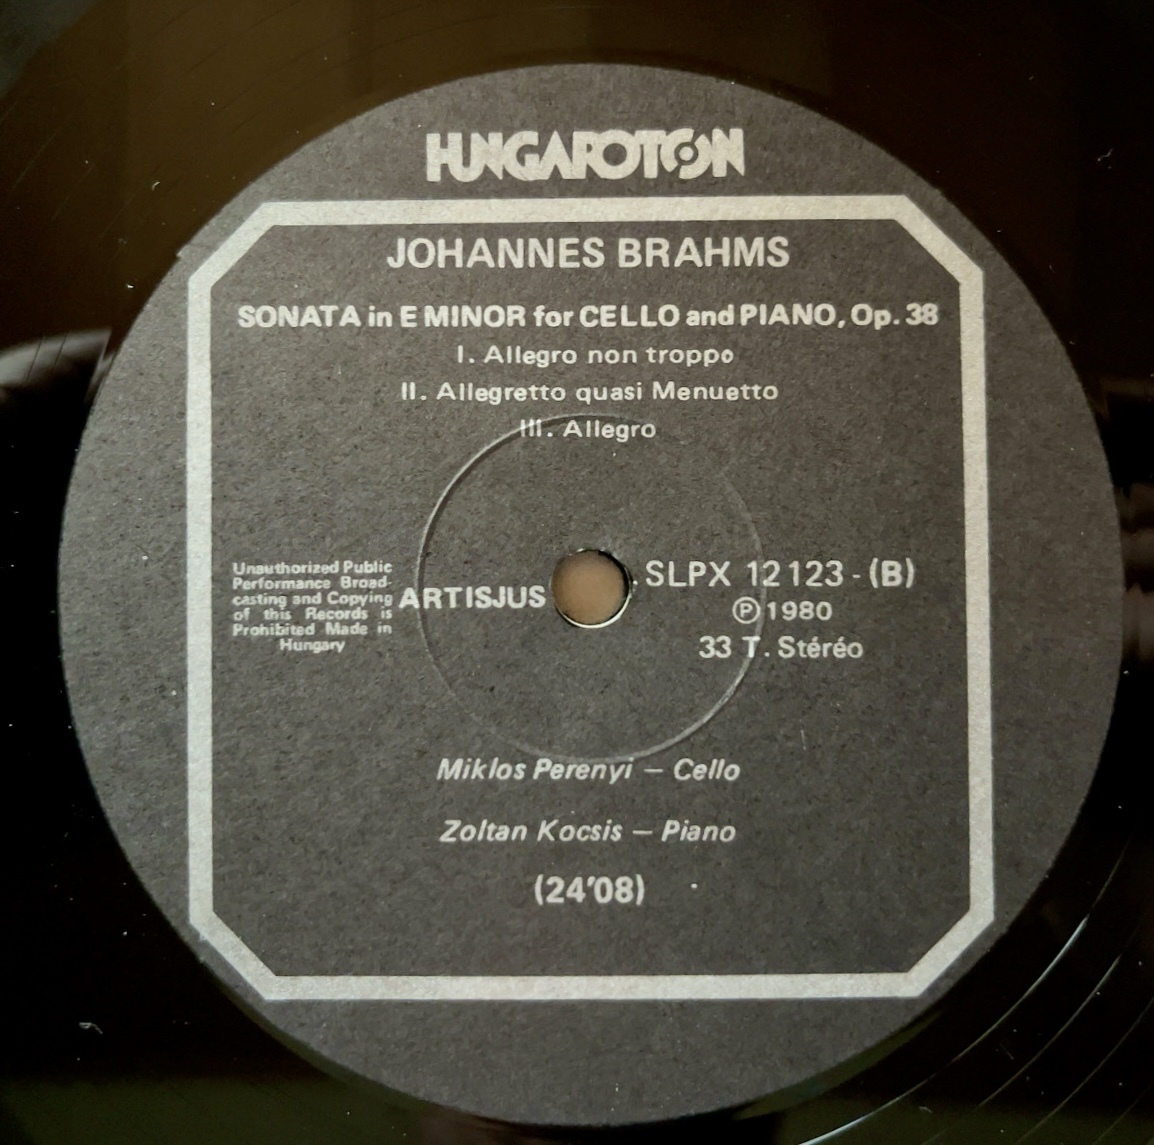 HUNGAROTON
JOHANNES BRAHMS
SONATA in E MINOR for CELLO and PIANO, Op. 38
I. Allegro non troppo
II. Allegretto quasi Menuetto
III. Allegro
Unauthorized Public
Performance Broad-
casting and Copying
of this Records is
Prohibited Made in
Hungary
ARTISJUS
SLPX 12123 - (B)
Ⓟ 1980
33 T. Stéréo
Miklos Perenyi – Cello
Zoltan Kocsis – Piano
(24'08)